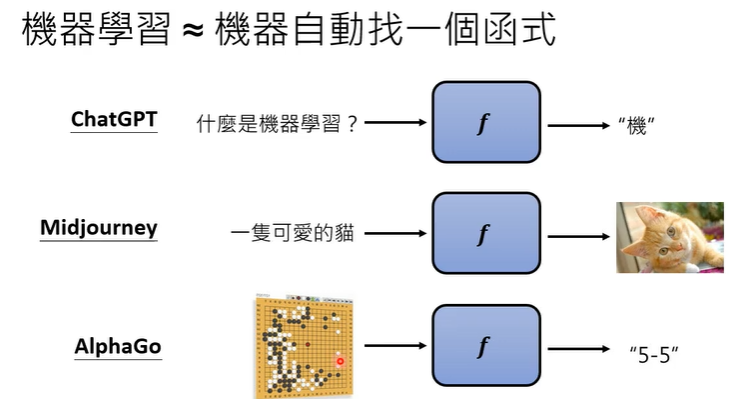 機器學習 ≈ 機器自動找一個函式
ChatGPT 什麼是機器學習？ f “機”
Midjourney 一隻可愛的貓 f
AlphaGo f “5-5”